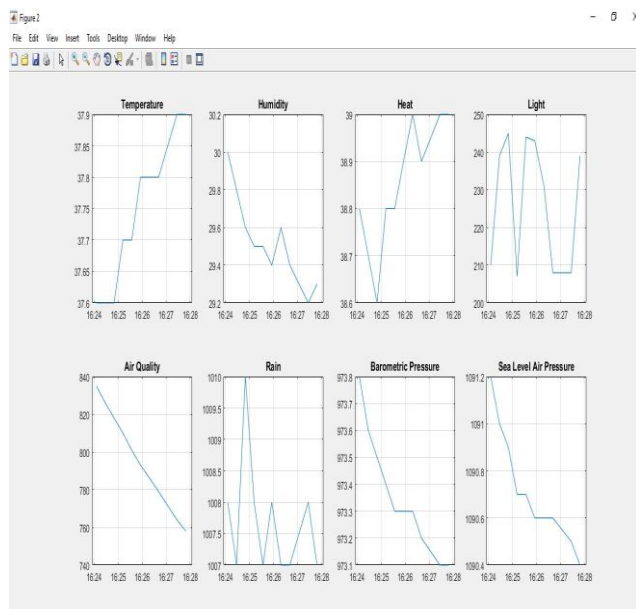 Figure 2
File Edit View Insert Tools Desktop Window Help
Temperature
37.9
37.85
37.8
37.7
37.65
37.6
16:24 16:25 16:26 16:27 16:28
Humidity
30.2
30
29.8
29.6
29.4
29.2
16:24 16:25 16:26 16:27 16:28
Heat
39
38.9
38.8
38.7
38.6
16:24 16:25 16:26 16:27 16:28
Light
250
240
230
220
210
200
16:24 16:25 16:26 16:27 16:28
Air Quality
840
820
800
780
760
740
16:24 16:25 16:26 16:27 16:28
Rain
1010
1009.5
1009
1008.5
1008
1007.5
1007
16:24 16:25 16:26 16:27 16:28
Barometric Pressure
973.8
973.7
973.6
973.5
973.4
973.3
973.2
973.1
16:24 16:25 16:26 16:27 16:28
Sea Level Air Pressure
1091.2
1091
1090.8
1090.6
1090.4
16:24 16:25 16:26 16:27 16:28